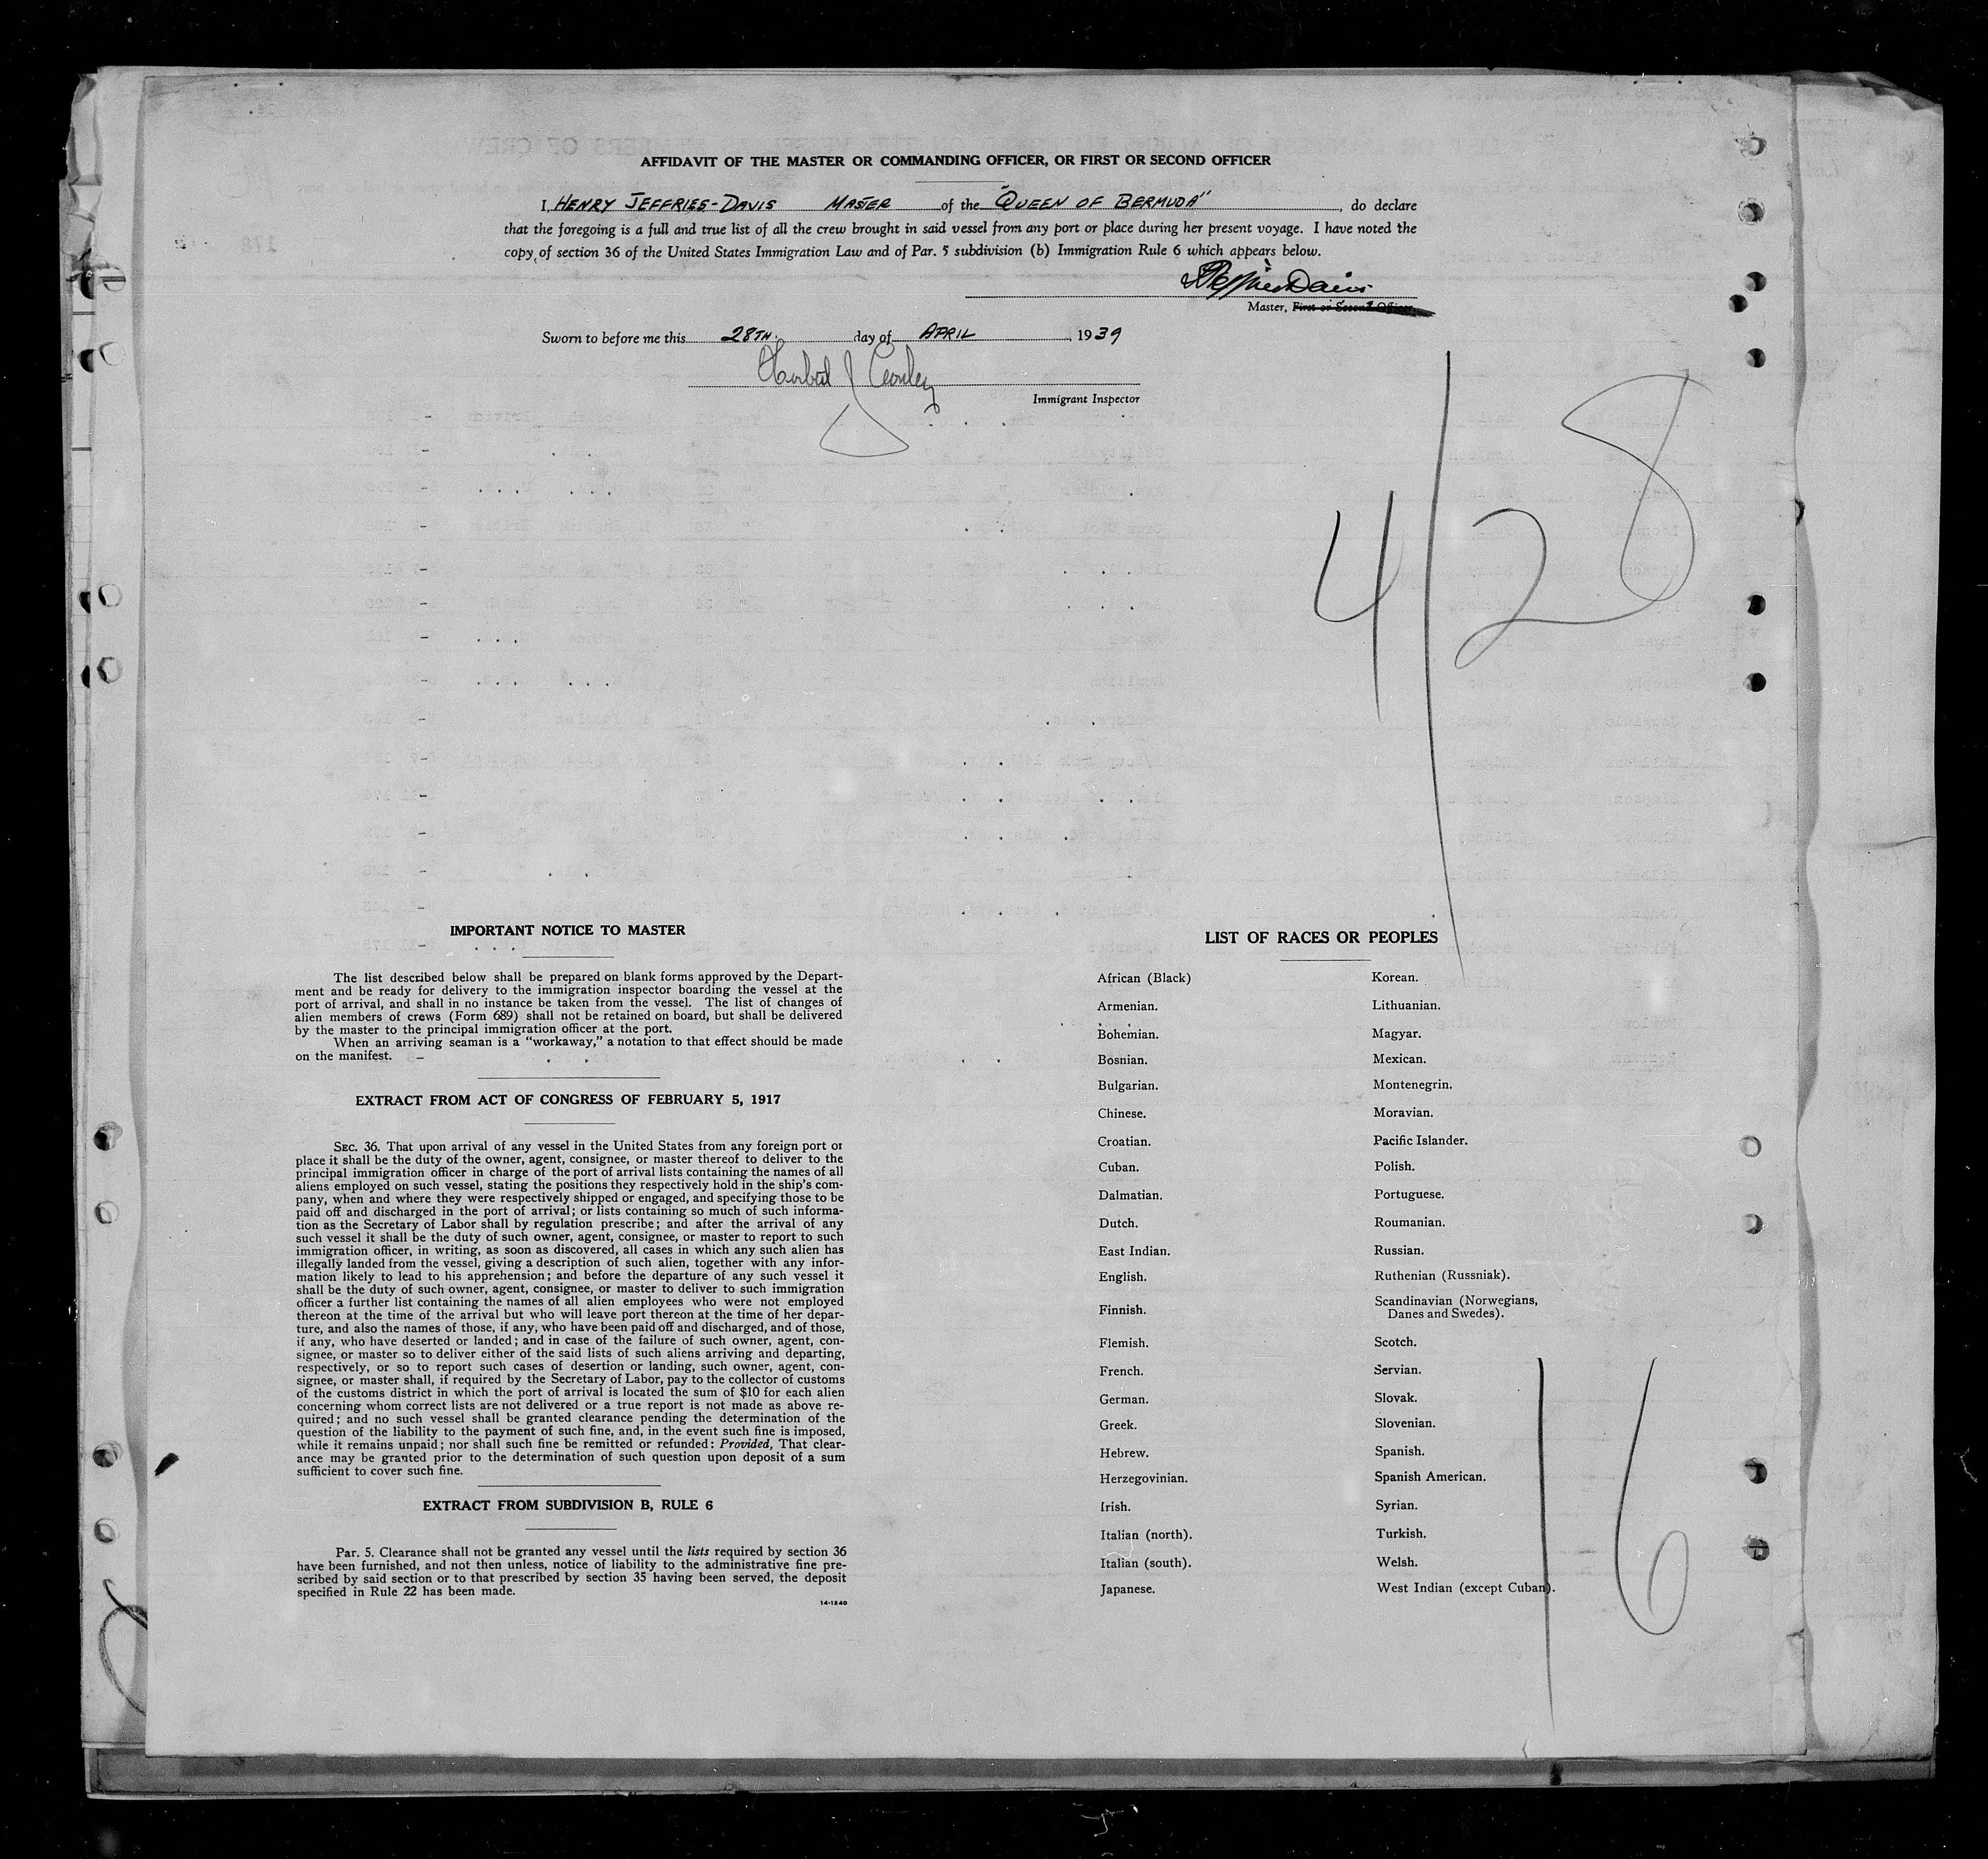 AFFIDAVIT OF THE MASTER OR COMMANDING OFFICER, OR FIRST OR SECOND OFFICER
I, HENRY JEFFRIES-DAVIS MASTER of the "QUEEN OF BERMUDA", do declare
that the foregoing is a full and true list of all the crew brought in said vessel from any port or place during her present voyage. I have noted the
copy of section 36 of the United States Immigration Law and of Par. 5 subdivision (b) Immigration Rule 6 which appears below.
Master, First or Second Officer.
Sworn to before me this 28TH. day of APRIL, 1939
Immigrant Inspector
4/28
IMPORTANT NOTICE TO MASTER
The list described below shall be prepared on blank forms approved by the Depart-
ment and be ready for delivery to the immigration inspector boarding the vessel at the
port of arrival, and shall in no instance be taken from the vessel. The list of changes of
alien members of crews (Form 689) shall not be retained on board, but shall be delivered
by the master to the principal immigration officer at the port.
When an arriving seaman is a "workaway," a notation to that effect should be made
on the manifest.
EXTRACT FROM ACT OF CONGRESS OF FEBRUARY 5, 1917
SEC. 36. That upon arrival of any vessel in the United States from any foreign port or
place it shall be the duty of the owner, agent, consignee, or master thereof to deliver to the
principal immigration officer in charge of the port of arrival lists containing the names of all
aliens employed on such vessel, stating the positions they respectively hold in the ship's com-
pany, when and where they were respectively shipped or engaged, and specifying those to be
paid off and discharged in the port of arrival; or lists containing so much of such informa-
tion as the Secretary of Labor shall by regulation prescribe; and after the arrival of any
such vessel it shall be the duty of such owner, agent, consignee, or master to report to such
immigration officer, in writing, as soon as discovered, all cases in which any such alien has
illegally landed from the vessel, giving a description of such alien, together with any infor-
mation likely to lead to his apprehension; and before the departure of any such vessel it
shall be the duty of such owner, agent, consignee, or master to deliver to such immigration
officer a further list containing the names of all alien employees who were not employed
thereon at the time of the arrival but who will leave port thereon at the time of her depar-
ture, and also the names of those, if any, who have been paid off and discharged, and of those,
if any, who have deserted or landed; and in case of the failure of such owner, agent, con-
signee, or master so to deliver either of the said lists of such aliens arriving and departing,
respectively, or so to report such cases of desertion or landing, such owner, agent, con-
signee, or master shall, if required by the Secretary of Labor, pay to the collector of customs
of the customs district in which the port of arrival is located the sum of $10 for each alien
concerning whom correct lists are not delivered or a true report is not made as above re-
quired; and no such vessel shall be granted clearance pending the determination of the
question of the liability to the payment of such fine, and, in the event such fine is imposed,
while it remains unpaid; nor shall such fine be remitted or refunded: Provided, That clear-
ance may be granted prior to the determination of such question upon deposit of a sum
sufficient to cover such fine.
EXTRACT FROM SUBDIVISION B, RULE 6
Par. 5. Clearance shall not be granted any vessel until the lists required by section 36
have been furnished, and not then unless, notice of liability to the administrative fine pre-
scribed by said section or to that prescribed by section 35 having been served, the deposit
specified in Rule 22 has been made.
14-1240
LIST OF RACES OR PEOPLES
African (Black)
Armenian.
Bohemian.
Bosnian.
Bulgarian.
Chinese.
Croatian.
Cuban.
Dalmatian.
Dutch.
East Indian.
English.
Finnish.
Flemish.
French.
German.
Greek.
Hebrew.
Herzegovinian.
Irish.
Italian (north).
Italian (south).
Japanese.
Korean.
Lithuanian.
Magyar.
Mexican.
Montenegrin.
Moravian.
Pacific Islander.
Polish.
Portuguese.
Roumanian.
Russian.
Ruthenian (Russniak).
Scandinavian (Norwegians,
Danes and Swedes).
Scotch.
Servian.
Slovak.
Slovenian.
Spanish.
Spanish American.
Syrian.
Turkish.
Welsh.
West Indian (except Cuban).
16